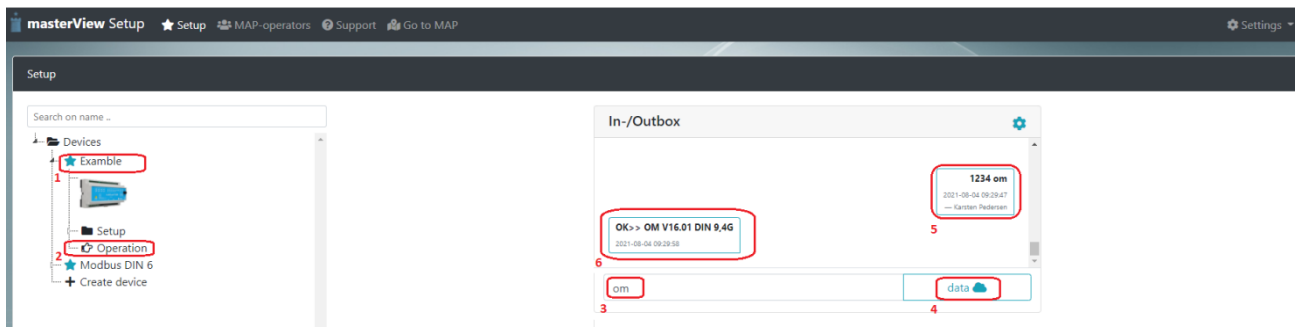 masterView Setup Setup MAP-operators Support Go to MAP Settings
Setup
Search on name ..
Devices
1 Examble
Setup
2 Operation
Modbus DIN 6
Create device
In-/Outbox
1234 om
2021-08-04 09:29:47
— Karsten Pedersen
5
OK>> OM V16.01 DIN 9,4G
2021-08-04 09:29:58
6
om
3
data
4